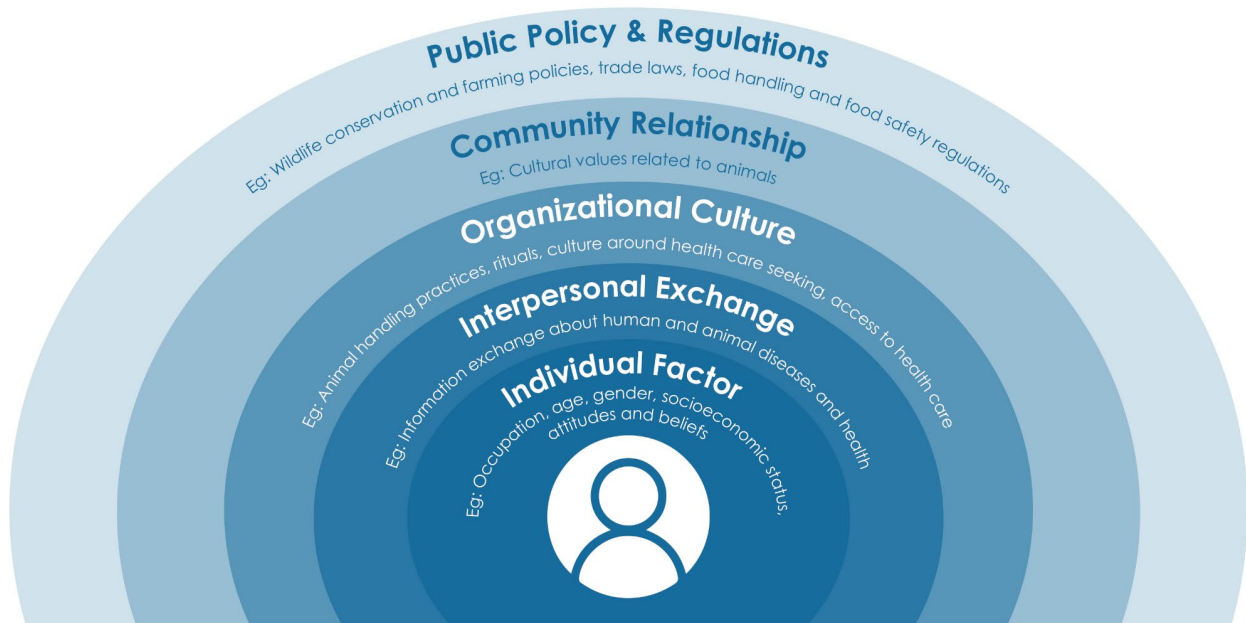 Public Policy & Regulations
Eg: Wildlife conservation and farming policies, trade laws, food handling and food safety regulations
Community Relationship
Eg: Cultural values related to animals
Organizational Culture
Eg: Animal handling practices, rituals, culture around health care seeking, access to health care
Interpersonal Exchange
Eg: Information exchange about human and animal diseases and health
Individual Factor
Eg: Occupation, age, gender, socioeconomic status,
attitudes and beliefs